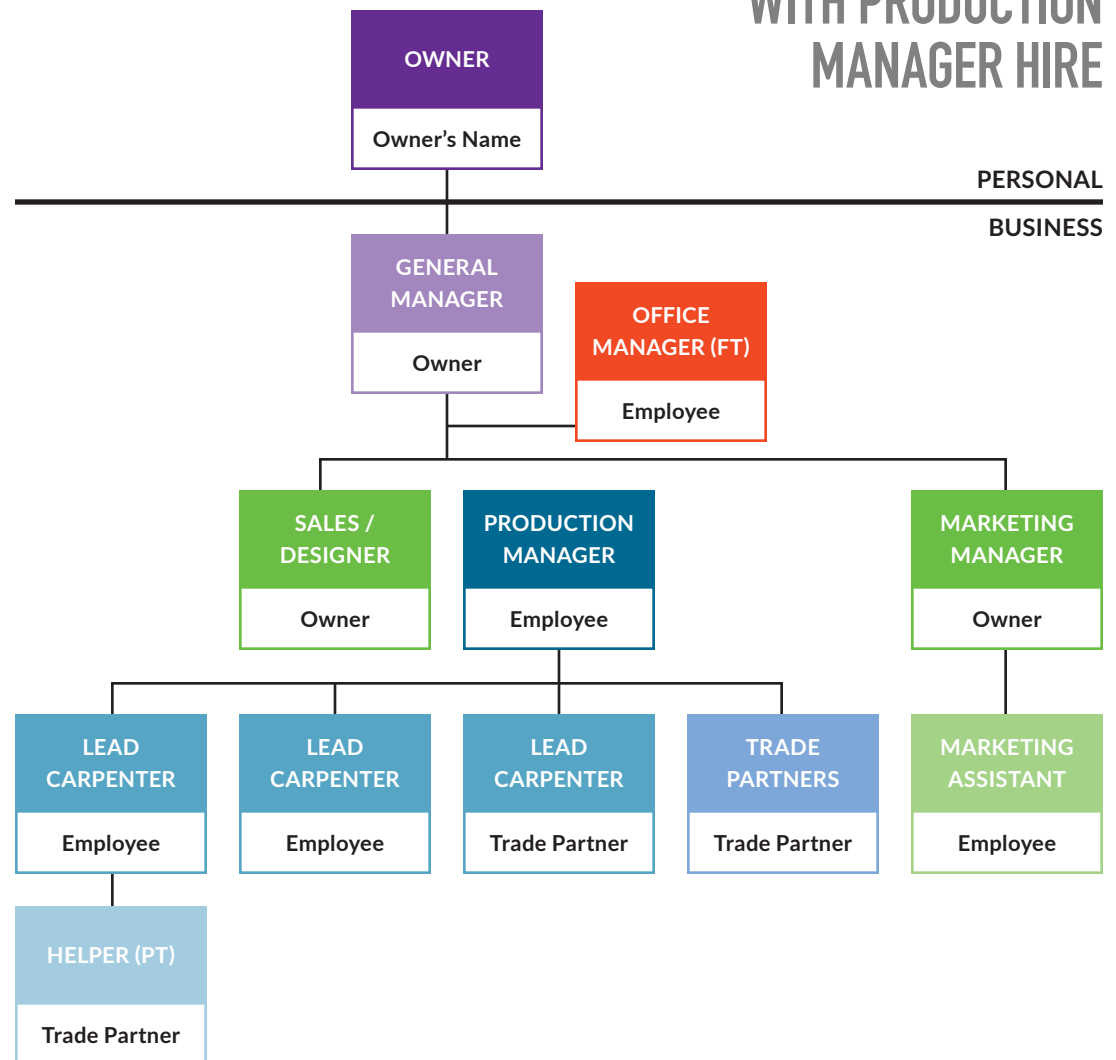 WITH PRODUCTION
MANAGER HIRE
OWNER
Owner's Name
PERSONAL
BUSINESS
GENERAL
MANAGER
Owner
OFFICE
MANAGER (FT)
Employee
SALES /
DESIGNER
Owner
PRODUCTION
MANAGER
Employee
MARKETING
MANAGER
Owner
LEAD
CARPENTER
Employee
LEAD
CARPENTER
Employee
LEAD
CARPENTER
Trade Partner
TRADE
PARTNERS
Trade Partner
MARKETING
ASSISTANT
Employee
HELPER (PT)
Trade Partner